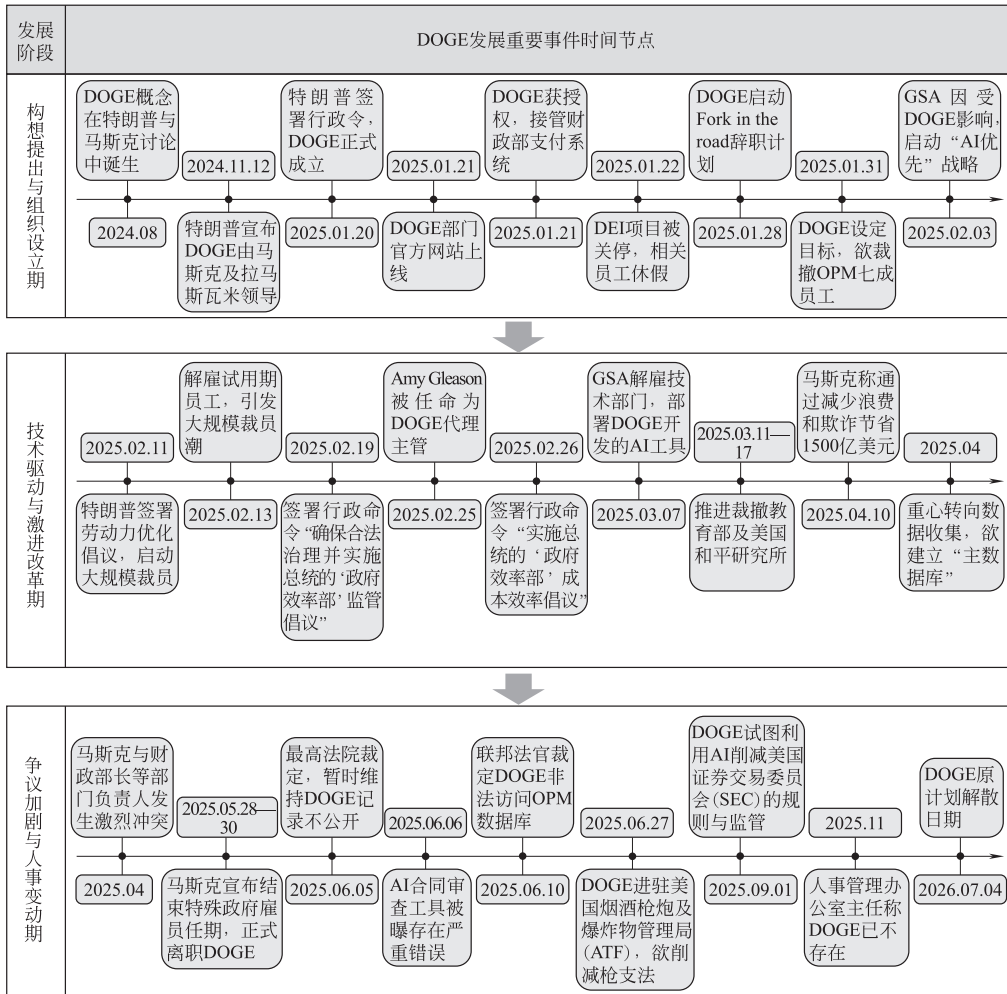 发展
阶段
DOGE发展重要事件时间节点
构想提出与组织设立期
DOGE概念
在特朗普与
马斯克讨论
中诞生
2024.08
2024.11.12
特朗普宣布
DOGE由马
斯克及拉马
斯瓦米领导
特朗普签
署行政令，
DOGE正式
成立
2025.01.20
2025.01.21
DOGE部门
官方网站上
线
DOGE获授
权，接管财
政部支付系
统
2025.01.21
2025.01.22
DEI项目被
关停，相关
员工休假
DOGE启动
Fork in the
road辞职计
划
2025.01.28
2025.01.31
DOGE设定
目标，欲裁
撤OPM七成
员工
GSA因受
DOGE影响，
启动“AI优
先”战略
2025.02.03
技术驱动与激进改革期
2025.02.11
特朗普签署
劳动力优化
倡议，启动
大规模裁员
解雇试用期
员工，引发
大规模裁员
潮
2025.02.13
2025.02.19
签署行政命
令“确保合法
治理并实施
总统的‘政府
效率部’监管
倡议”
Amy Gleason
被任命为
DOGE代理
主管
2025.02.25
2025.02.26
签署行政命
令“实施总
统的‘政府
效率部’成
本效率倡议”
GSA解雇技
术部门，部
署DOGE开
发的AI工具
2025.03.07
2025.03.11—
17
推进裁撤教
育部及美国
和平研究所
马斯克称通
过减少浪费
和欺诈节省
1500亿美元
2025.04.10
2025.04
重心转向数
据收集，欲
建立“主数
据库”
争议加剧与人事变动期
马斯克与财
政部长等部
门负责人发
生激烈冲突
2025.04
2025.05.28—
30
马斯克宣布结
束特殊政府雇
员任期，正式
离职DOGE
最高法院裁
定，暂时维
持DOGE记
录不公开
2025.06.05
2025.06.06
AI合同审
查工具被
曝存在严
重错误
联邦法官裁
定DOGE非
法访问OPM
数据库
2025.06.10
2025.06.27
DOGE进驻美
国烟酒枪炮及
爆炸物管理局
(ATF)，欲削
减枪支法
DOGE试图利
用AI削减美国
证券交易委员
会(SEC)的规
则与监管
2025.09.01
2025.11
人事管理办
公室主任称
DOGE已不
存在
DOGE原
计划解散
日期
2026.07.04